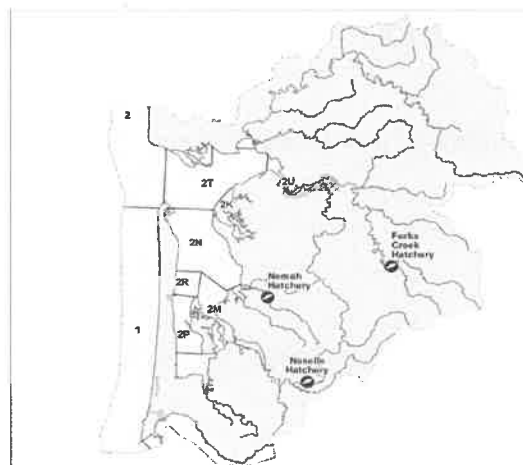 2
2T
2U
2K
2N
Forks
Creek
Hatchery
Nemah
Hatchery
2R
2M
1
2P
Naselle
Hatchery